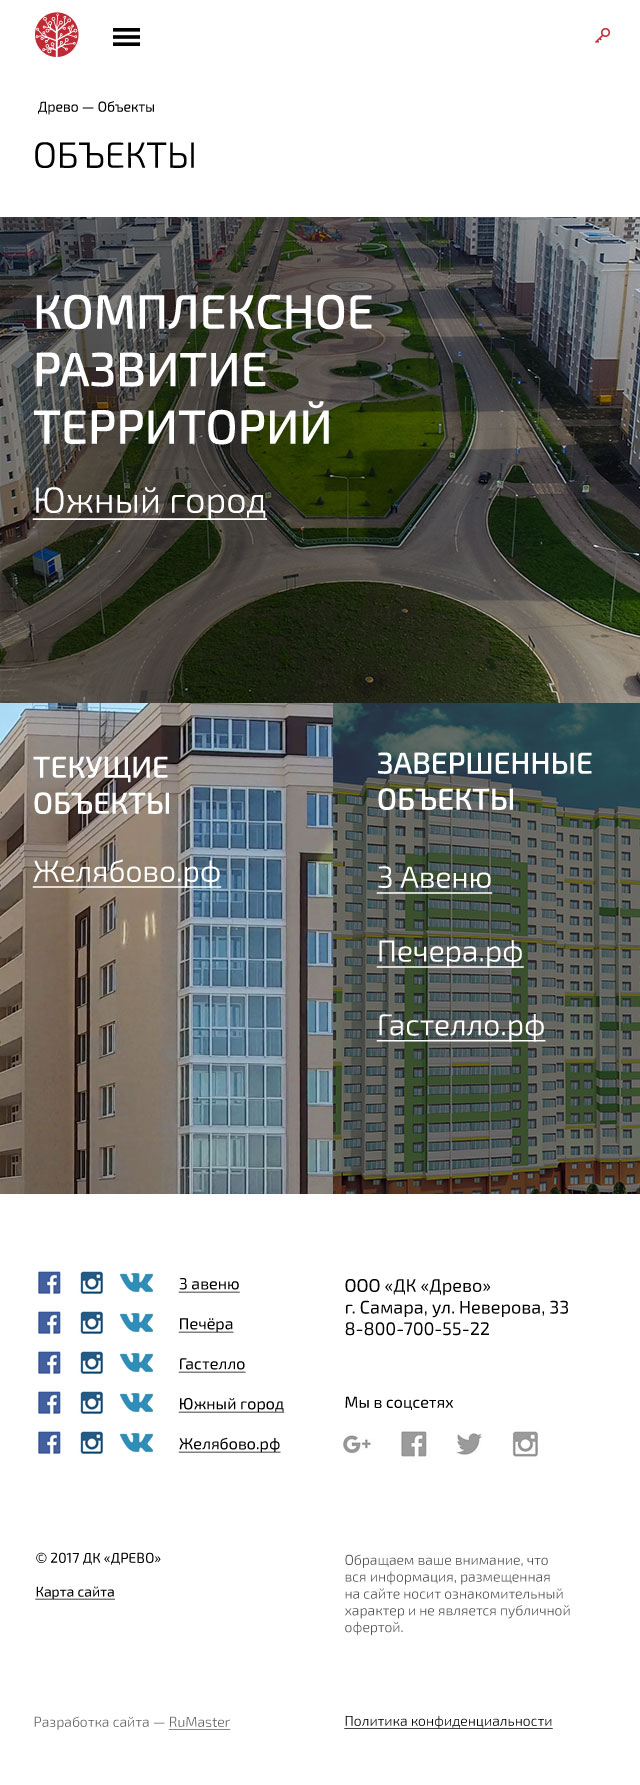 Древо — Объекты
ОБЪЕКТЫ
КОМПЛЕКСНОЕ
РАЗВИТИЕ
ТЕРРИТОРИЙ
Южный город
ТЕКУЩИЕ
ОБЪЕКТЫ
Желябово.рф
ЗАВЕРШЕННЫЕ
ОБЪЕКТЫ
3 Авеню
Печера.рф
Гастелло.рф
3 авеню
Печёра
Гастелло
Южный город
Желябово.рф
ООО «ДК «Древо»
г. Самара, ул. Неверова, 33
8-800-700-55-22
Мы в соцсетях
© 2017 ДК «ДРЕВО»
Карта сайта
Обращаем ваше внимание, что
вся информация, размещенная
на сайте носит ознакомительный
характер и не является публичной
офертой.
Разработка сайта — RuMaster
Политика конфиденциальности